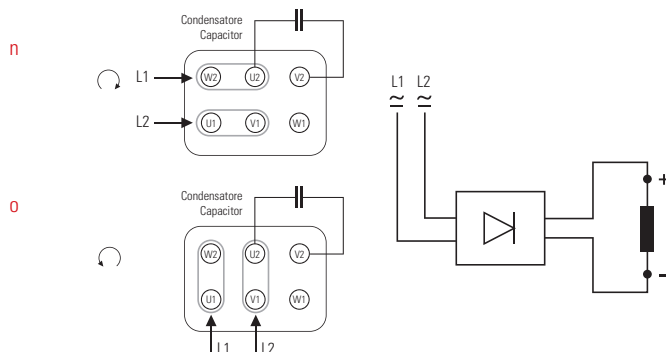 n
Condensatore
Capacitor
L1
W2 U2 V2
L2
U1 V1 W1
o
Condensatore
Capacitor
W2 U2 V2
U1 V1 W1
L1 L2
L1 L2
≂ ≂
+
−